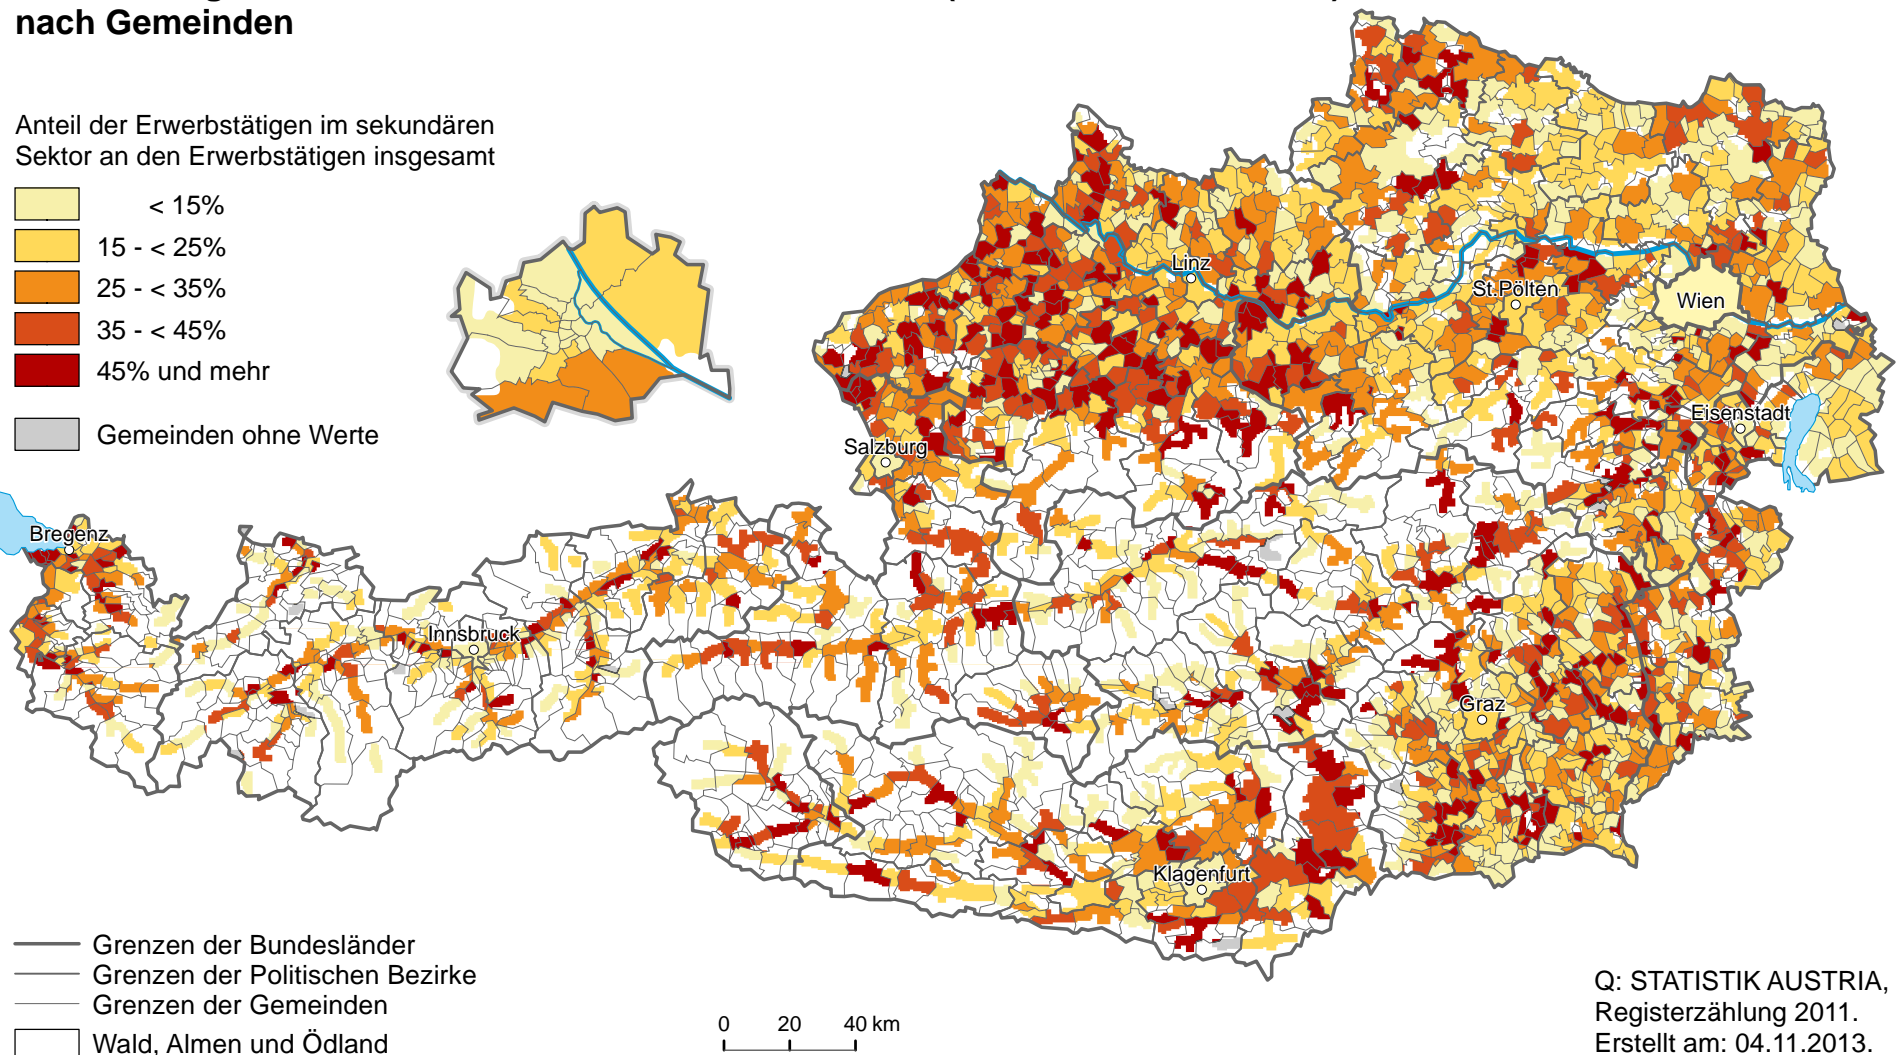 nach Gemeinden
Anteil der Erwerbstätigen im sekundären
Sektor an den Erwerbstätigen insgesamt
< 15%
15 - < 25%
25 - < 35%
35 - < 45%
45% und mehr
Gemeinden ohne Werte
Linz
St.Pölten
Wien
Eisenstadt
Salzburg
Bregenz
Innsbruck
Graz
Klagenfurt
Grenzen der Bundesländer
Grenzen der Politischen Bezirke
Grenzen der Gemeinden
Wald, Almen und Ödland
0 20 40 km
Q: STATISTIK AUSTRIA,
Registerzählung 2011.
Erstellt am: 04.11.2013.